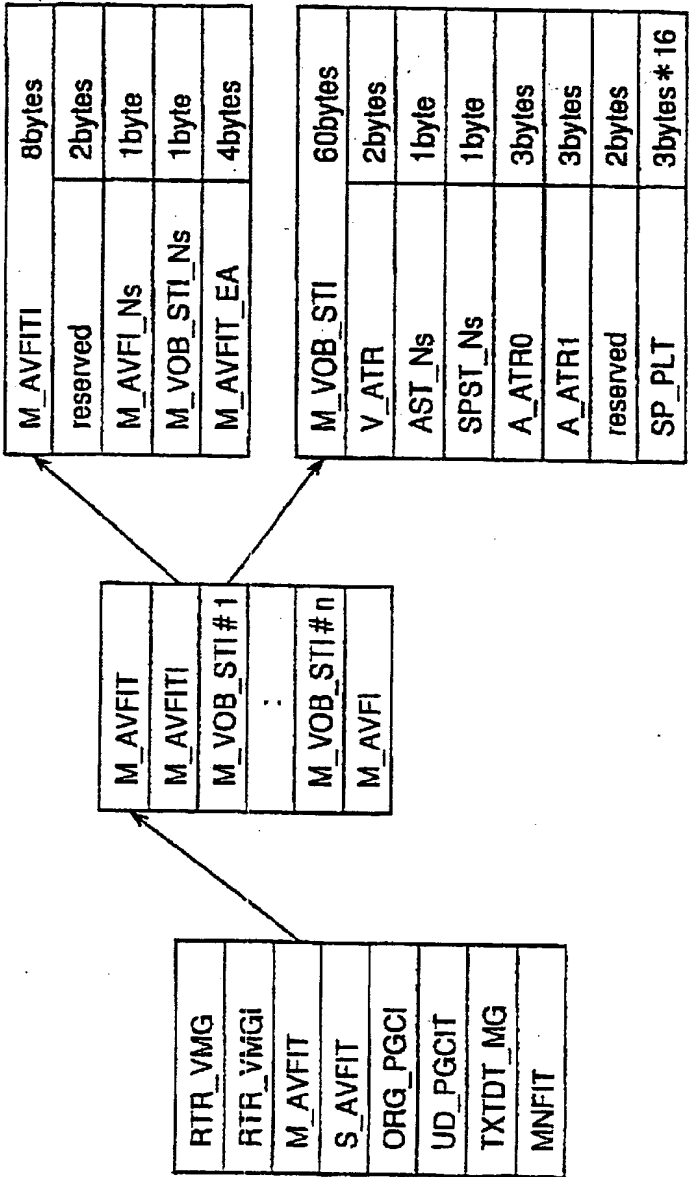 RTR_VMG
RTR_VMGI
M_AVFIT
S_AVFIT
ORG_PGCI
UD_PGCIT
TXTDT_MG
MNFIT
M_AVFIT
M_AVFITI
M_VOB_STI#1
:
M_VOB_STI#n
M_AVFI
M_AVFITI 8bytes
reserved 2bytes
M_AVFI_Ns 1byte
M_VOB_STI_Ns 1byte
M_AVFIT_EA 4bytes
M_VOB_STI 60bytes
V_ATR 2bytes
AST_Ns 1byte
SPST_Ns 1byte
A_ATR0 3bytes
A_ATR1 3bytes
reserved 2bytes
SP_PLT 3bytes*16